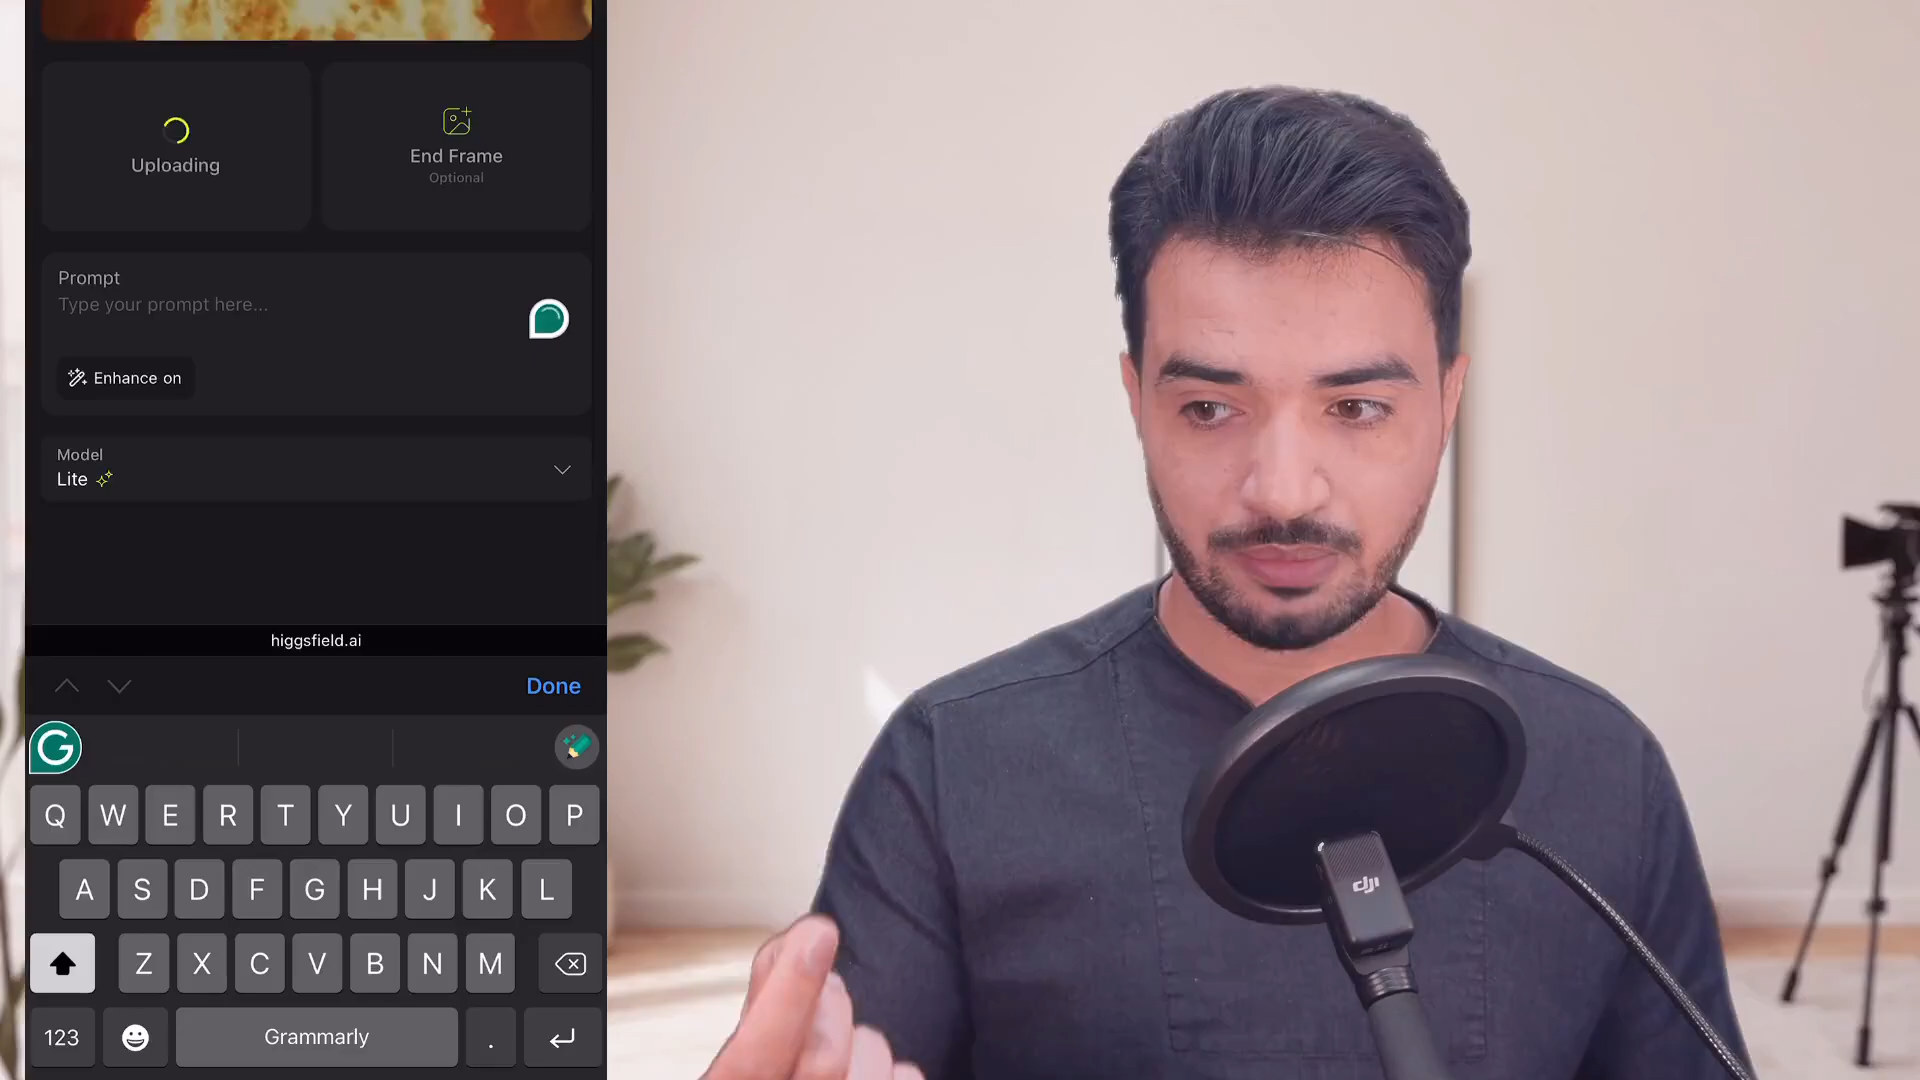 Uploading
End Frame
Optional
Prompt
Type your prompt here...
Enhance on
Model
Lite
higgsfield.ai
Done
G
Q W E R T Y U I O P
A S D F G H J K L
Z X C V B N M
123
Grammarly
.
dji